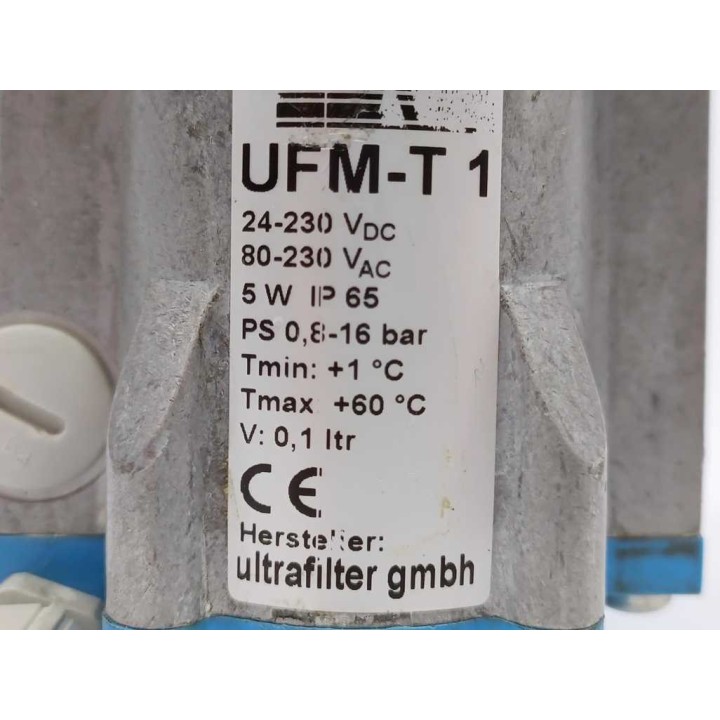 UFM-T 1
24-230 VDC
80-230 VAC
5 W IP 65
PS 0,8-16 bar
Tmin: +1 °C
Tmax +60 °C
V: 0,1 ltr
CE
Hersteller:
ultrafilter gmbh